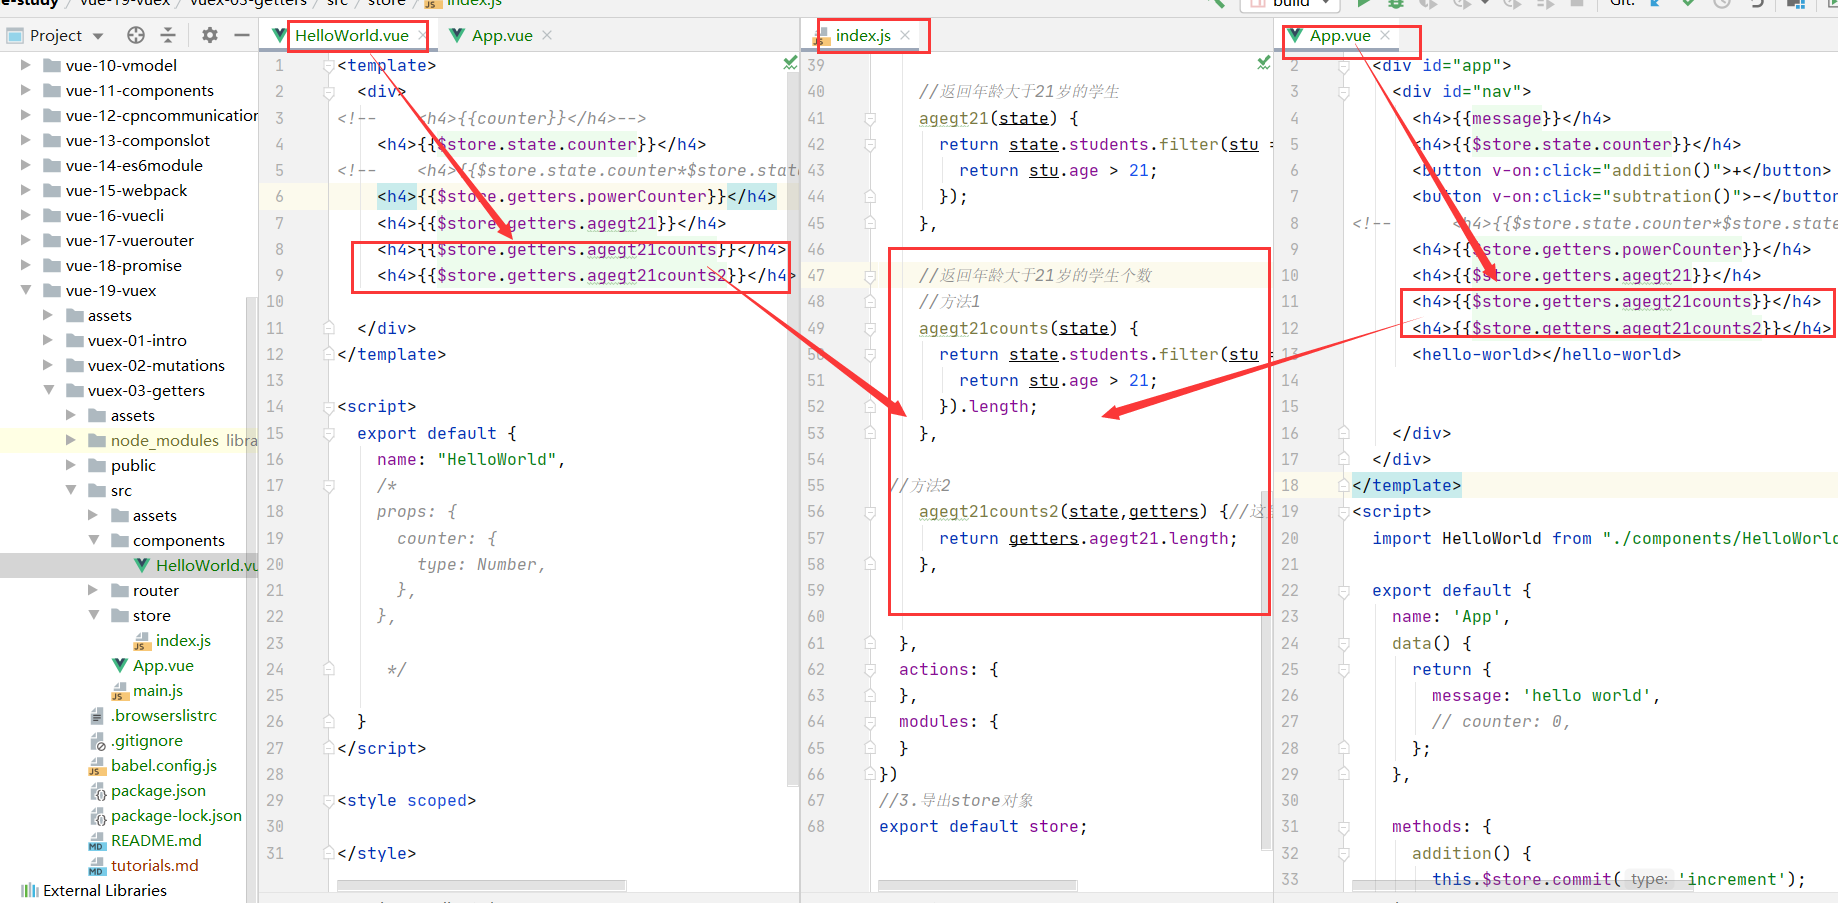 e-study / vue-19-vuex / vuex-03-getters / src / store / index.js
build
Git:
Project
vue-10-vmodel
vue-11-components
vue-12-cpncommunication
vue-13-componslot
vue-14-es6module
vue-15-webpack
vue-16-vuecli
vue-17-vuerouter
vue-18-promise
vue-19-vuex
assets
vuex-01-intro
vuex-02-mutations
vuex-03-getters
assets
node_modules libra
public
src
assets
components
HelloWorld.vu
router
store
index.js
App.vue
main.js
.browserslistrc
.gitignore
babel.config.js
package.json
package-lock.json
README.md
tutorials.md
External Libraries
HelloWorld.vue
App.vue
1 <template>
2 <div>
3 <!-- <h4>{{counter}}</h4>-->
4 <h4>{{$store.state.counter}}</h4>
5 <!-- <h4>{{$store.state.counter*$store.stat
6 <h4>{{$store.getters.powerCounter}}</h4>
7 <h4>{{$store.getters.agegt21}}</h4>
8 <h4>{{$store.getters.agegt21counts}}</h4>
9 <h4>{{$store.getters.agegt21counts2}}</h4>
10
11 </div>
12 </template>
13
14 <script>
15 export default {
16 name: "HelloWorld",
17 /*
18 props: {
19 counter: {
20 type: Number,
21 },
22 },
23
24 */
25
26 }
27 </script>
28
29 <style scoped>
30
31 </style>
index.js
39
40 //返回年龄大于21岁的学生
41 agegt21(state) {
42 return state.students.filter(stu =
43 return stu.age > 21;
44 });
45 },
46
47 //返回年龄大于21岁的学生个数
48 //方法1
49 agegt21counts(state) {
50 return state.students.filter(stu =
51 return stu.age > 21;
52 }).length;
53 },
54
55 //方法2
56 agegt21counts2(state,getters) {//这
57 return getters.agegt21.length;
58 },
59
60
61 },
62 actions: {
63 },
64 modules: {
65 }
66 })
67 //3.导出store对象
68 export default store;
App.vue
2 <div id="app">
3 <div id="nav">
4 <h4>{{message}}</h4>
5 <h4>{{$store.state.counter}}</h4>
6 <button v-on:click="addition()">+</button>
7 <button v-on:click="subtration()">-</button
8 <!-- <h4>{{$store.state.counter*$store.stat
9 <h4>{{$store.getters.powerCounter}}</h4>
10 <h4>{{$store.getters.agegt21}}</h4>
11 <h4>{{$store.getters.agegt21counts}}</h4>
12 <h4>{{$store.getters.agegt21counts2}}</h4>
13 <hello-world></hello-world>
14
15
16 </div>
17 </div>
18 </template>
19 <script>
20 import HelloWorld from "./components/HelloWorld
21
22 export default {
23 name: 'App',
24 data() {
25 return {
26 message: 'hello world',
27 // counter: 0,
28 };
29 },
30
31 methods: {
32 addition() {
33 this.$store.commit( type: 'increment');